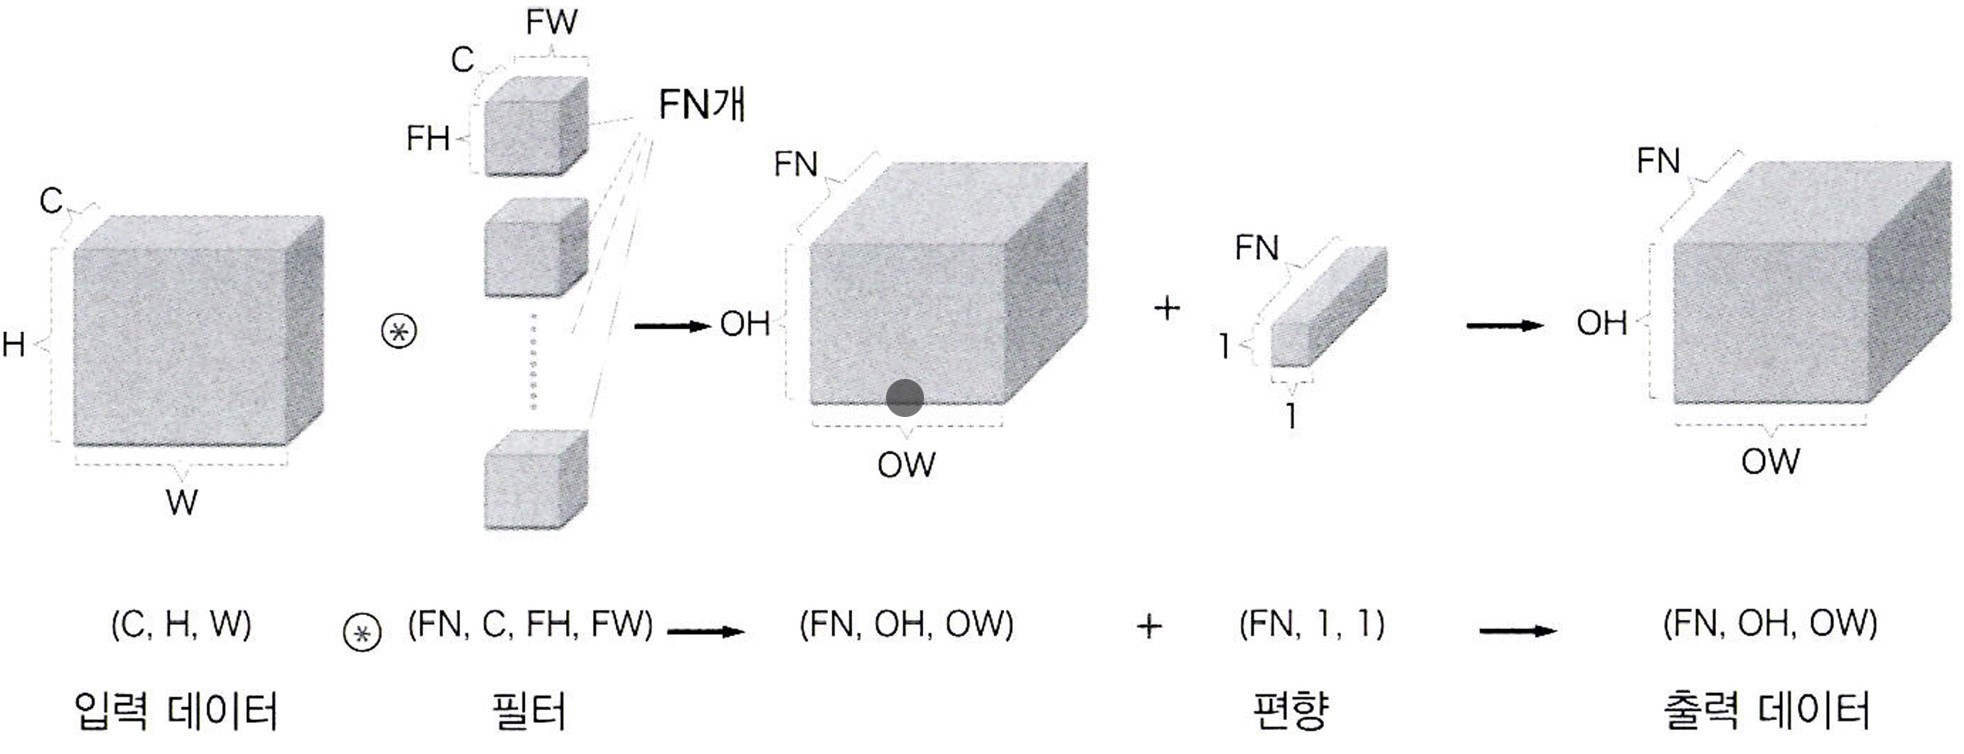 FW
C
FN개
FH
FN
FN
C
FN
H
⊛
OH
+
1
OH
1
W
OW
OW
(C, H, W) ⊛ (FN, C, FH, FW) → (FN, OH, OW) + (FN, 1, 1) → (FN, OH, OW)
입력 데이터 필터 편향 출력 데이터